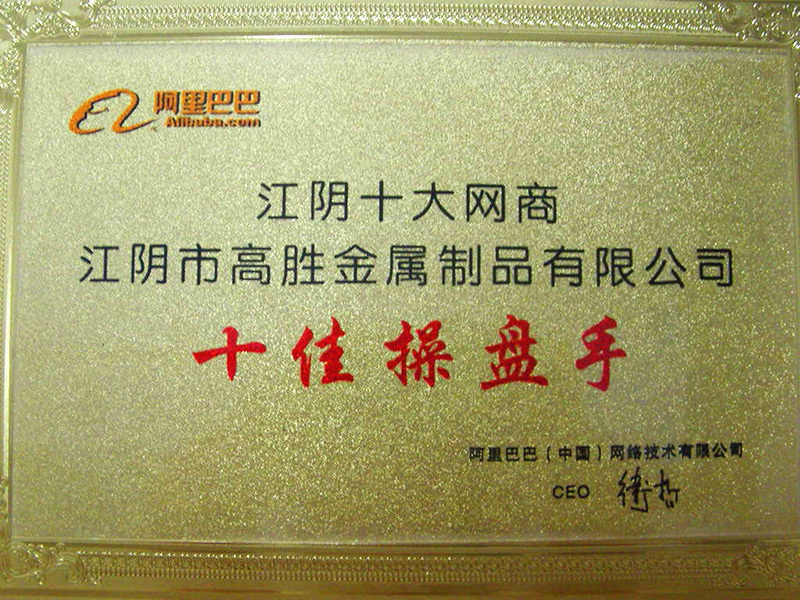 阿里巴巴
Alibaba.com
江阴十大网商
江阴市高胜金属制品有限公司
十佳操盘手
阿里巴巴（中国）网络技术有限公司
CEO 卫哲